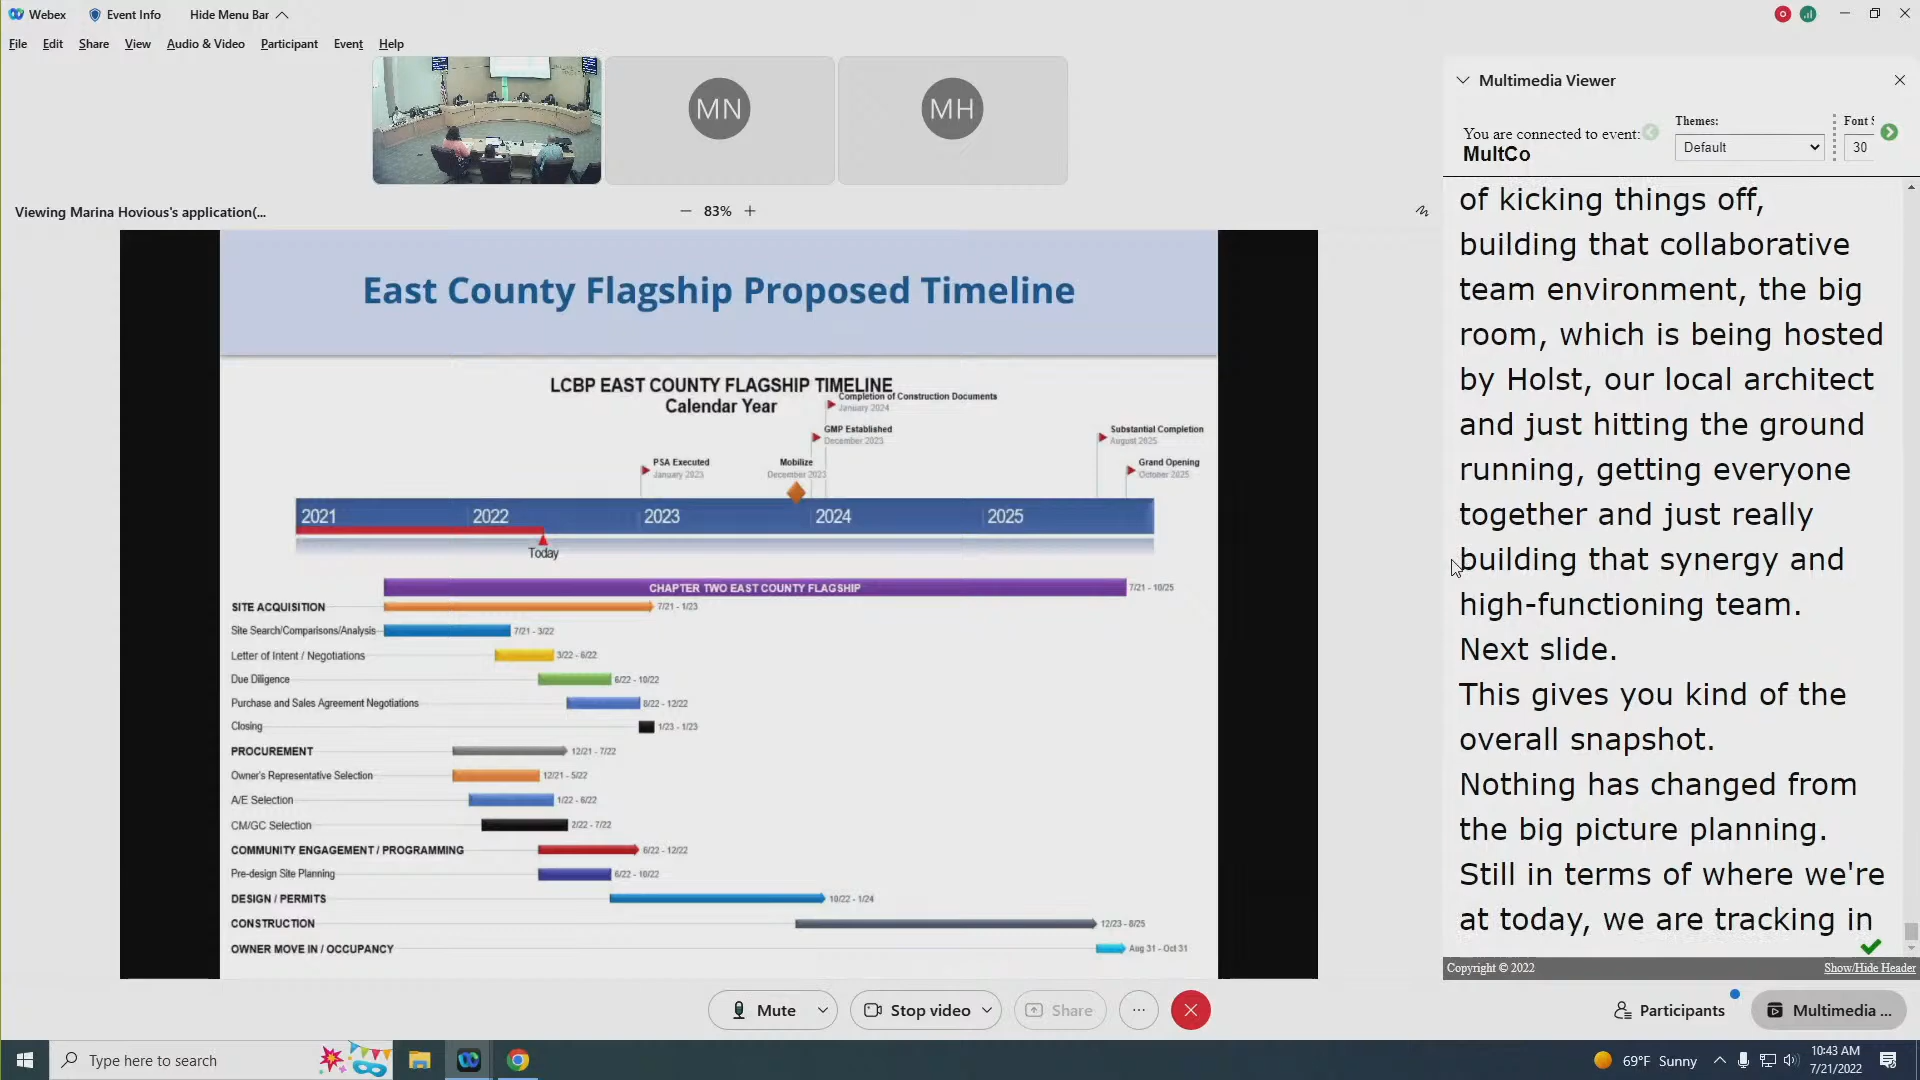 Webex
Event Info
Hide Menu Bar
File Edit Share View Audio & Video Participant Event Help
MN
MH
Viewing Marina Hovious's application(...
83%
East County Flagship Proposed Timeline
LCBP EAST COUNTY FLAGSHIP TIMELINE
Calendar Year
Completion of Construction Documents
January 2024
GMP Established
December 2023
Substantial Completion
August 2025
PSA Executed
January 2023
Mobilize
December 2023
Grand Opening
October 2025
2021 2022 2023 2024 2025
Today
CHAPTER TWO EAST COUNTY FLAGSHIP 7/21 - 10/25
SITE ACQUISITION 7/21 - 1/23
Site Search/Comparisons/Analysis 7/21 - 3/22
Letter of Intent / Negotiations 3/22 - 6/22
Due Diligence 6/22 - 10/22
Purchase and Sales Agreement Negotiations 8/22 - 12/22
Closing 1/23 - 1/23
PROCUREMENT 12/21 - 7/22
Owner's Representative Selection 12/21 - 5/22
A/E Selection 1/22 - 6/22
CM/GC Selection 2/22 - 7/22
COMMUNITY ENGAGEMENT / PROGRAMMING 6/22 - 12/22
Pre-design Site Planning 6/22 - 10/22
DESIGN / PERMITS 10/22 - 1/24
CONSTRUCTION 12/23 - 8/25
OWNER MOVE IN / OCCUPANCY Aug 31 - Oct 31
Multimedia Viewer
You are connected to event:
MultCo
Themes:
Default
Font S
30
of kicking things off,
building that collaborative
team environment, the big
room, which is being hosted
by Holst, our local architect
and just hitting the ground
running, getting everyone
together and just really
building that synergy and
high-functioning team.
Next slide.
This gives you kind of the
overall snapshot.
Nothing has changed from
the big picture planning.
Still in terms of where we're
at today, we are tracking in
Copyright © 2022
Show/Hide Header
Mute
Stop video
Share
Participants
Multimedia ...
Type here to search
69°F Sunny
10:43 AM
7/21/2022